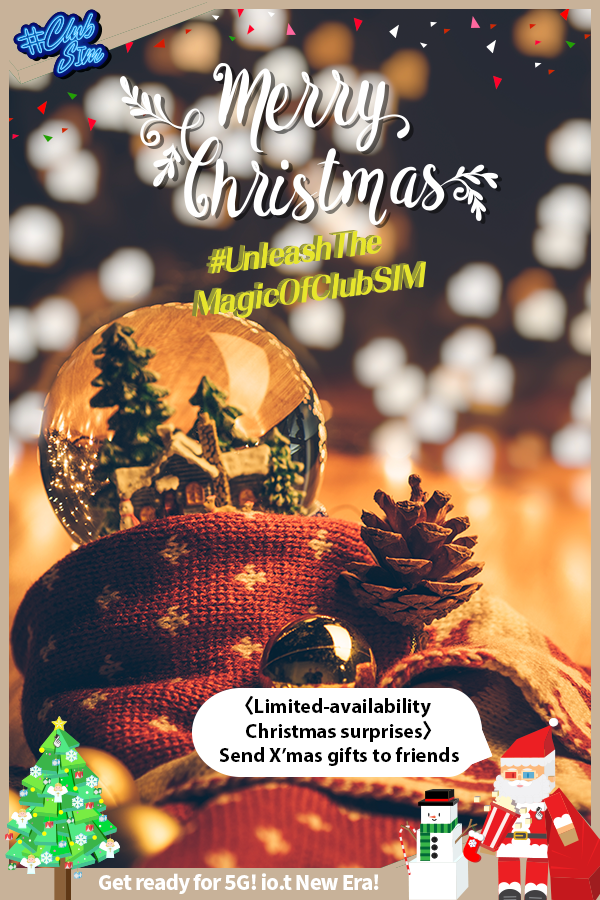 #Club
SIm
Merry
Christmas
#UnleashThe
MagicOfClubSIM
〈Limited-availability
Christmas surprises〉
Send X’mas gifts to friends
Get ready for 5G! io.t New Era!